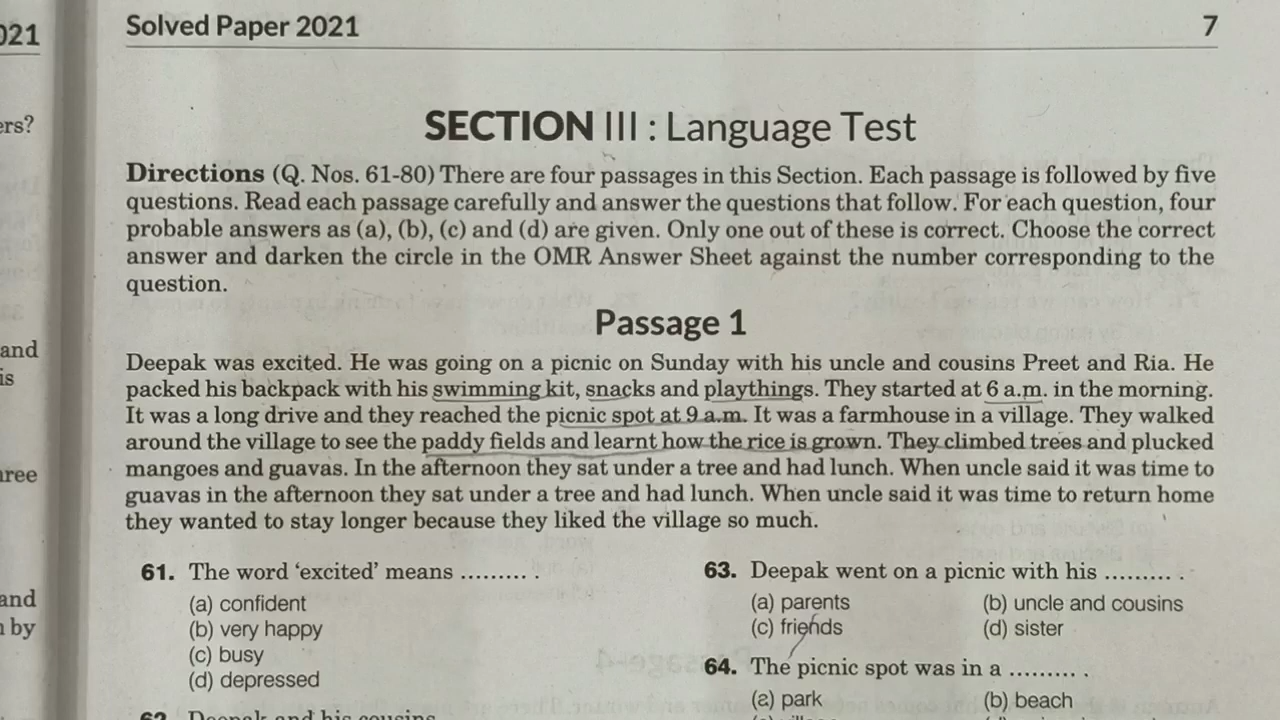 021
Solved Paper 2021
7
ers?
and
is
hree
and
n by
SECTION III : Language Test
Directions (Q. Nos. 61-80) There are four passages in this Section. Each passage is followed by five
questions. Read each passage carefully and answer the questions that follow. For each question, four
probable answers as (a), (b), (c) and (d) are given. Only one out of these is correct. Choose the correct
answer and darken the circle in the OMR Answer Sheet against the number corresponding to the
question.
Passage 1
Deepak was excited. He was going on a picnic on Sunday with his uncle and cousins Preet and Ria. He
packed his backpack with his swimming kit, snacks and playthings. They started at 6 a.m. in the morning.
It was a long drive and they reached the picnic spot at 9 a.m. It was a farmhouse in a village. They walked
around the village to see the paddy fields and learnt how the rice is grown. They climbed trees and plucked
mangoes and guavas. In the afternoon they sat under a tree and had lunch. When uncle said it was time to
guavas in the afternoon they sat under a tree and had lunch. When uncle said it was time to return home
they wanted to stay longer because they liked the village so much.
61. The word ‘excited’ means ......... .
(a) confident
(b) very happy
(c) busy
(d) depressed
62. Deepak and his cousins
63. Deepak went on a picnic with his ......... .
(a) parents (b) uncle and cousins
(c) friends (d) sister
64. The picnic spot was in a ......... .
(a) park (b) beach